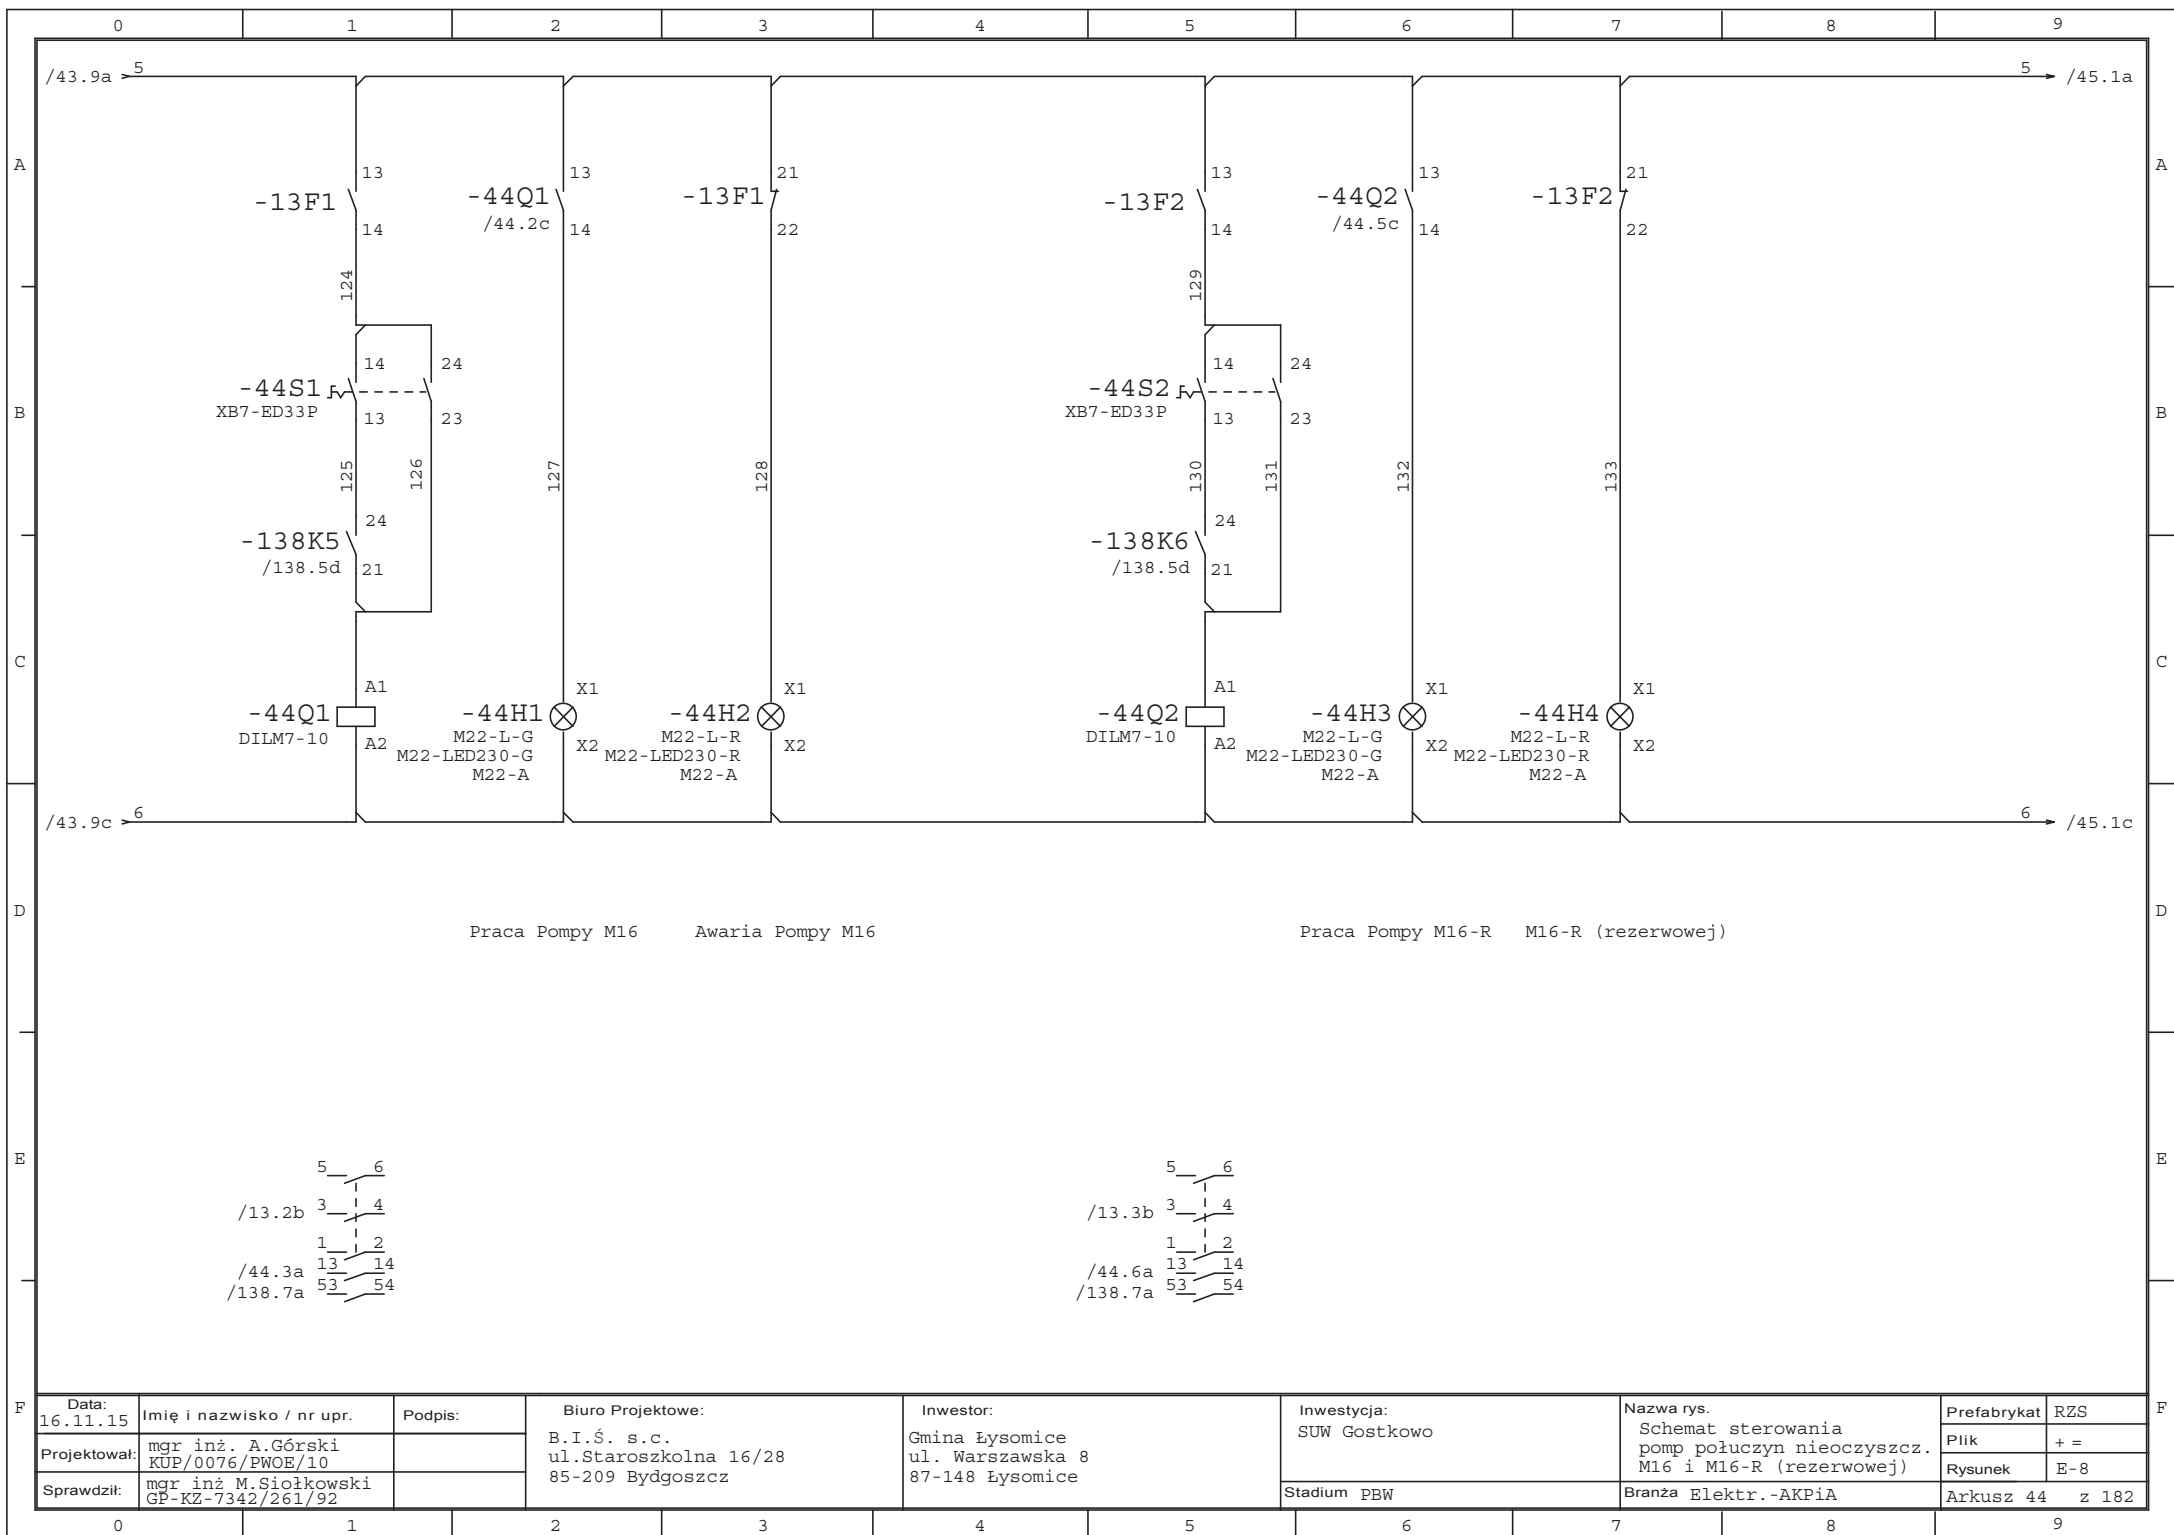 0 1 2 3 4 5 6 7 8 9
/43.9a 5 5 /45.1a
A A
13 13 21 13 13 21
-13F1 -44Q1 -13F1 -13F2 -44Q2 -13F2
/44.2c /44.5c
14 14 22 14 14 22
124 129
14 24 14 24
-44S1 -44S2
XB7-ED33P XB7-ED33P
B B
13 23 13 23
125 126 127 128 130 131 132 133
24 24
-138K5 -138K6
/138.5d 21 /138.5d 21
C C
A1 X1 X1 A1 X1 X1
-44Q1 -44H1 -44H2 -44Q2 -44H3 -44H4
DILM7-10 M22-L-G M22-L-R DILM7-10 M22-L-G M22-L-R
A2 X2 X2 A2 X2 X2
M22-LED230-G M22-LED230-R M22-LED230-G M22-LED230-R
M22-A M22-A M22-A M22-A
/43.9c 6 6 /45.1c
D D
Praca Pompy M16 Awaria Pompy M16 Praca Pompy M16-R M16-R (rezerwowej)
E E
5 6 5 6
/13.2b 3 4 /13.3b 3 4
1 2 1 2
/44.3a 13 14 /44.6a 13 14
/138.7a 53 54 /138.7a 53 54
F F
Data:
16.11.15
Imię i nazwisko / nr upr.
Podpis:
Projektował:
mgr inż. A.Górski
KUP/0076/PWOE/10
Sprawdził:
mgr inż M.Siołkowski
GP-KZ-7342/261/92
Biuro Projektowe:
B.I.Ś. s.c.
ul.Staroszkolna 16/28
85-209 Bydgoszcz
Inwestor:
Gmina Łysomice
ul. Warszawska 8
87-148 Łysomice
Inwestycja:
SUW Gostkowo
Stadium PBW
Nazwa rys.
Schemat sterowania
pomp połuczyn nieoczyszcz.
M16 i M16-R (rezerwowej)
Branża Elektr.-AKPiA
Prefabrykat RZS
Plik + =
Rysunek E-8
Arkusz 44 z 182
0 1 2 3 4 5 6 7 8 9